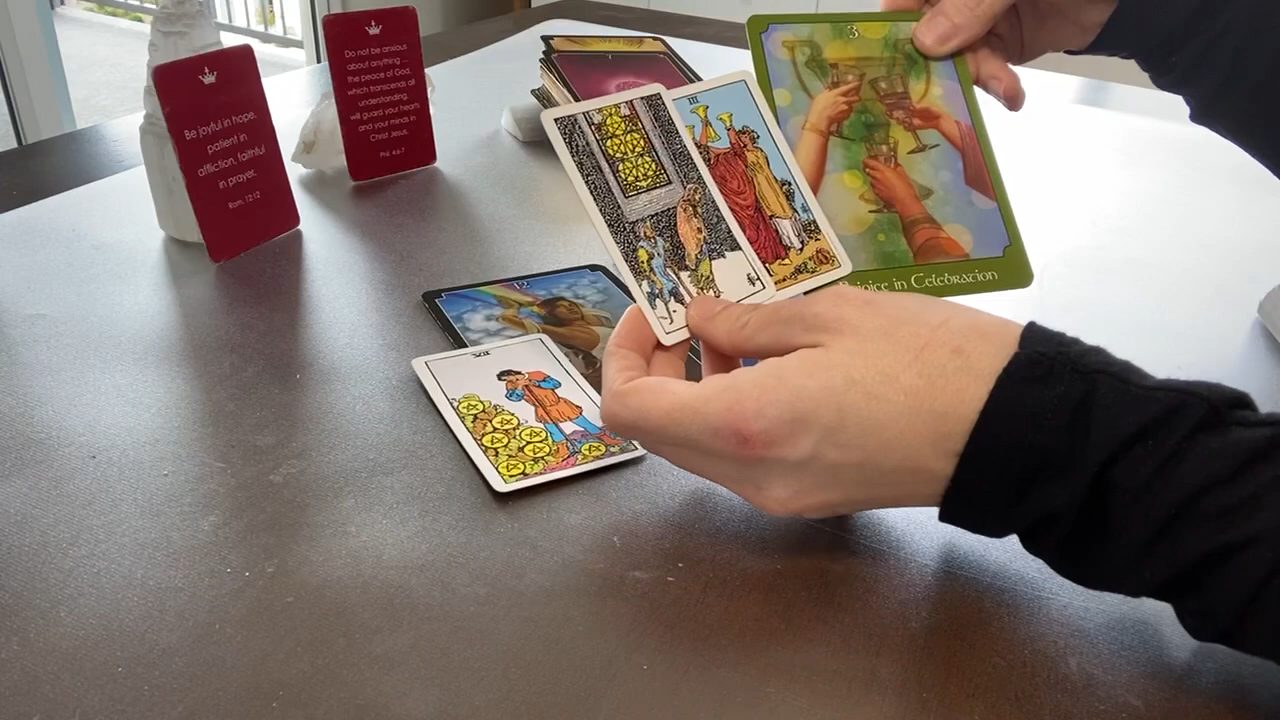 Be joyful in hope,
patient in
affliction, faithful
in prayer.
Rom. 12:12
Do not be anxious
about anything ...
the peace of God,
which transcends all
understanding,
will guard your hearts
and your minds in
Christ Jesus.
Phil. 4:6-7
III
3
Rejoice in Celebration
12
VII